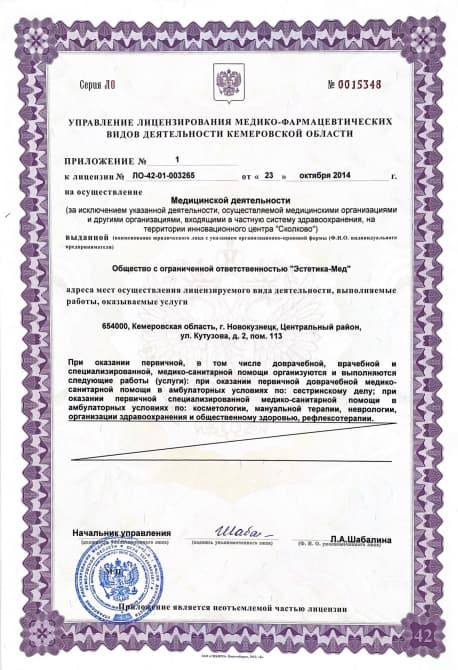 Серия ЛО № 0015348
УПРАВЛЕНИЕ ЛИЦЕНЗИРОВАНИЯ МЕДИКО-ФАРМАЦЕВТИЧЕСКИХ
ВИДОВ ДЕЯТЕЛЬНОСТИ КЕМЕРОВСКОЙ ОБЛАСТИ
ПРИЛОЖЕНИЕ № 1
к лицензии № ЛО-42-01-003265 от « 23 » октября 2014 г.
на осуществление
Медицинской деятельности
(за исключением указанной деятельности, осуществляемой медицинскими организациями
и другими организациями, входящими в частную систему здравоохранения, на
территории инновационного центра "Сколково")
выданной (наименование юридического лица с указанием организационно-правовой формы (Ф.И.О. индивидуального
предпринимателя)
Общество с ограниченной ответственностью "Эстетика-Мед"
адреса мест осуществления лицензируемого вида деятельности, выполняемые
работы, оказываемые услуги
654000, Кемеровская область, г. Новокузнецк, Центральный район,
ул. Кутузова, д. 2, пом. 113
При оказании первичной, в том числе доврачебной, врачебной и
специализированной, медико-санитарной помощи организуются и выполняются
следующие работы (услуги): при оказании первичной доврачебной медико-
санитарной помощи в амбулаторных условиях по: сестринскому делу; при
оказании первичной специализированной медико-санитарной помощи в
амбулаторных условиях по: косметологии, мануальной терапии, неврологии,
организации здравоохранения и общественному здоровью, рефлексотерапии.
Начальник управления Л.А.Шабалина
(должность уполномоченного лица) (подпись уполномоченного лица) (Ф. И. О. уполномоченного лица)
М.П.
Приложение является неотъемлемой частью лицензии
42